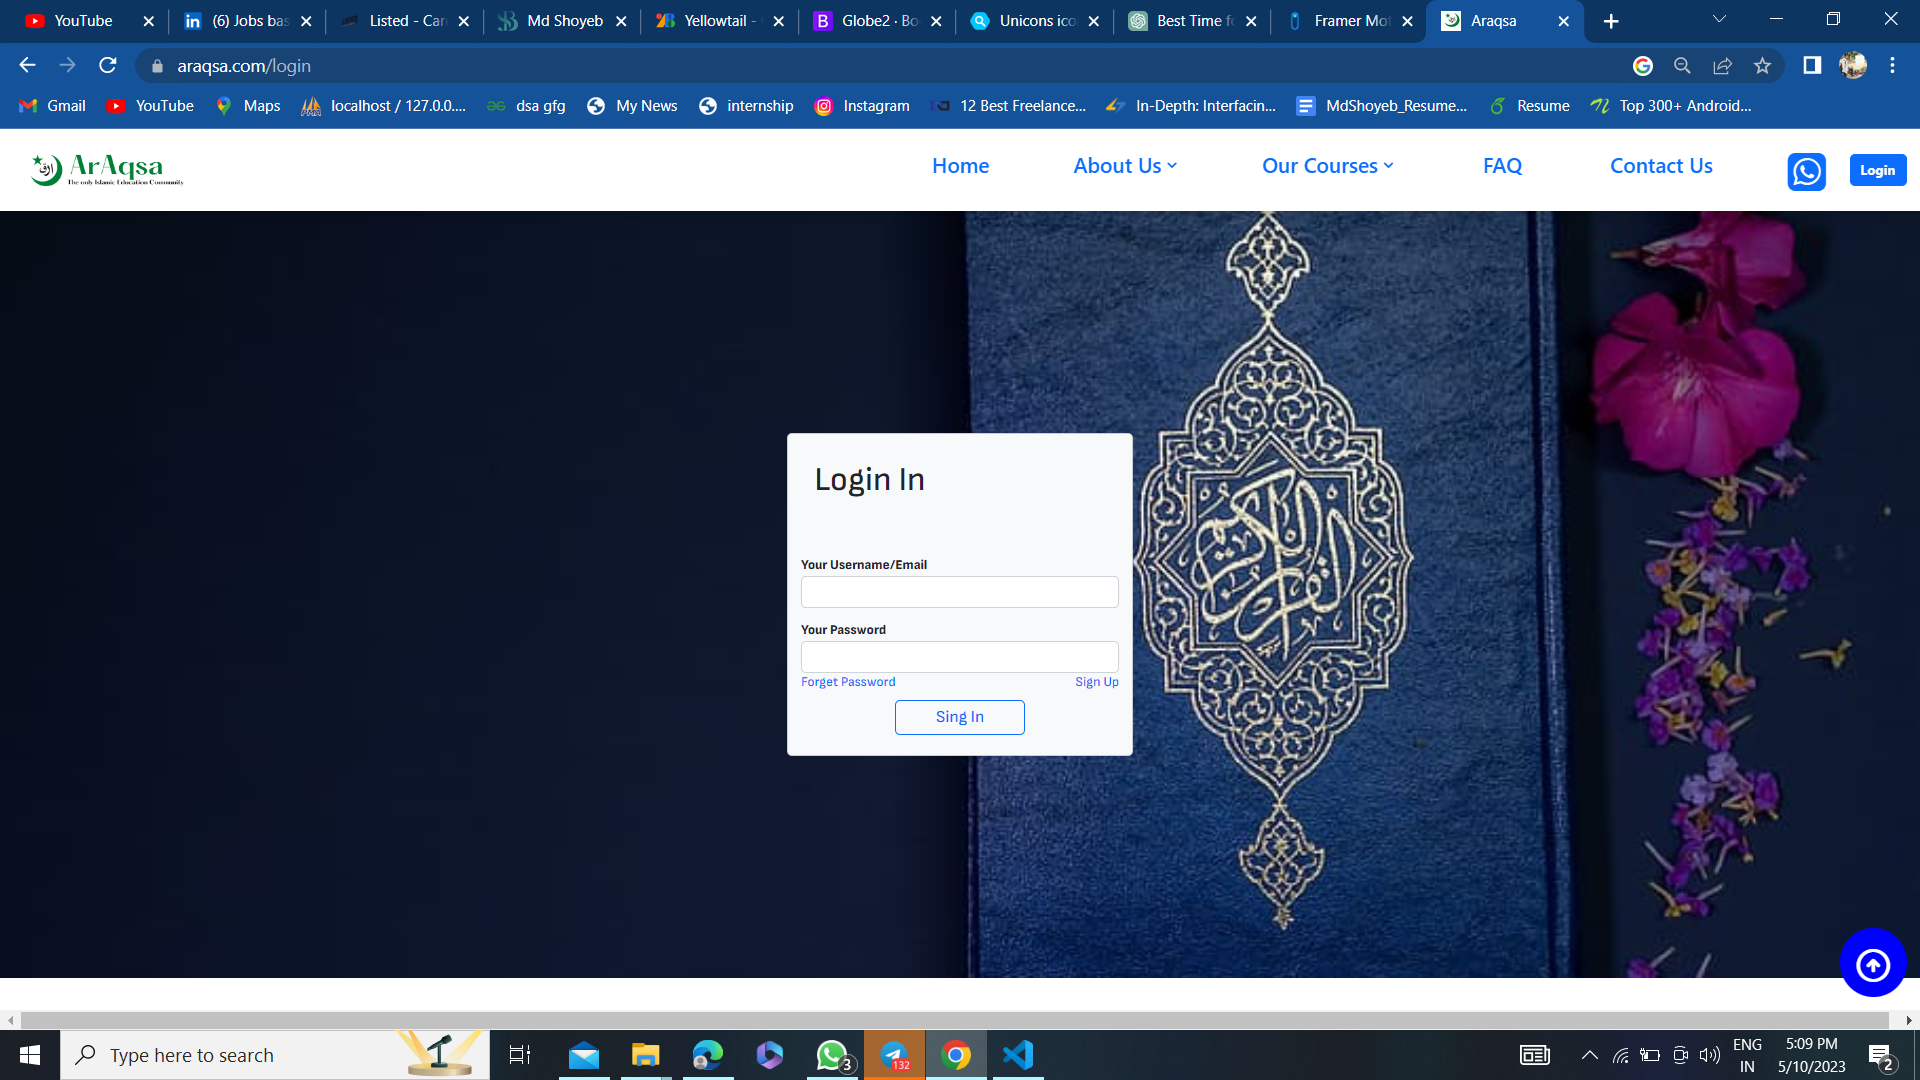 YouTube
(6) Jobs bas
Listed - Car
Md Shoyeb
Yellowtail -
Globe2 · Bo
Unicons ico
Best Time fo
Framer Mot
Araqsa
araqsa.com/login
Gmail
YouTube
Maps
localhost / 127.0.0....
dsa gfg
My News
internship
Instagram
12 Best Freelance...
In-Depth: Interfacin...
MdShoyeb_Resume...
Resume
Top 300+ Android...
ArAqsa
The only Islamic Education Community
Home
About Us
Our Courses
FAQ
Contact Us
Login
Login In
Your Username/Email
Your Password
Forget Password
Sign Up
Sing In
القرآن الكريم
Type here to search
3
132
ENG
IN
5:09 PM
5/10/2023
2